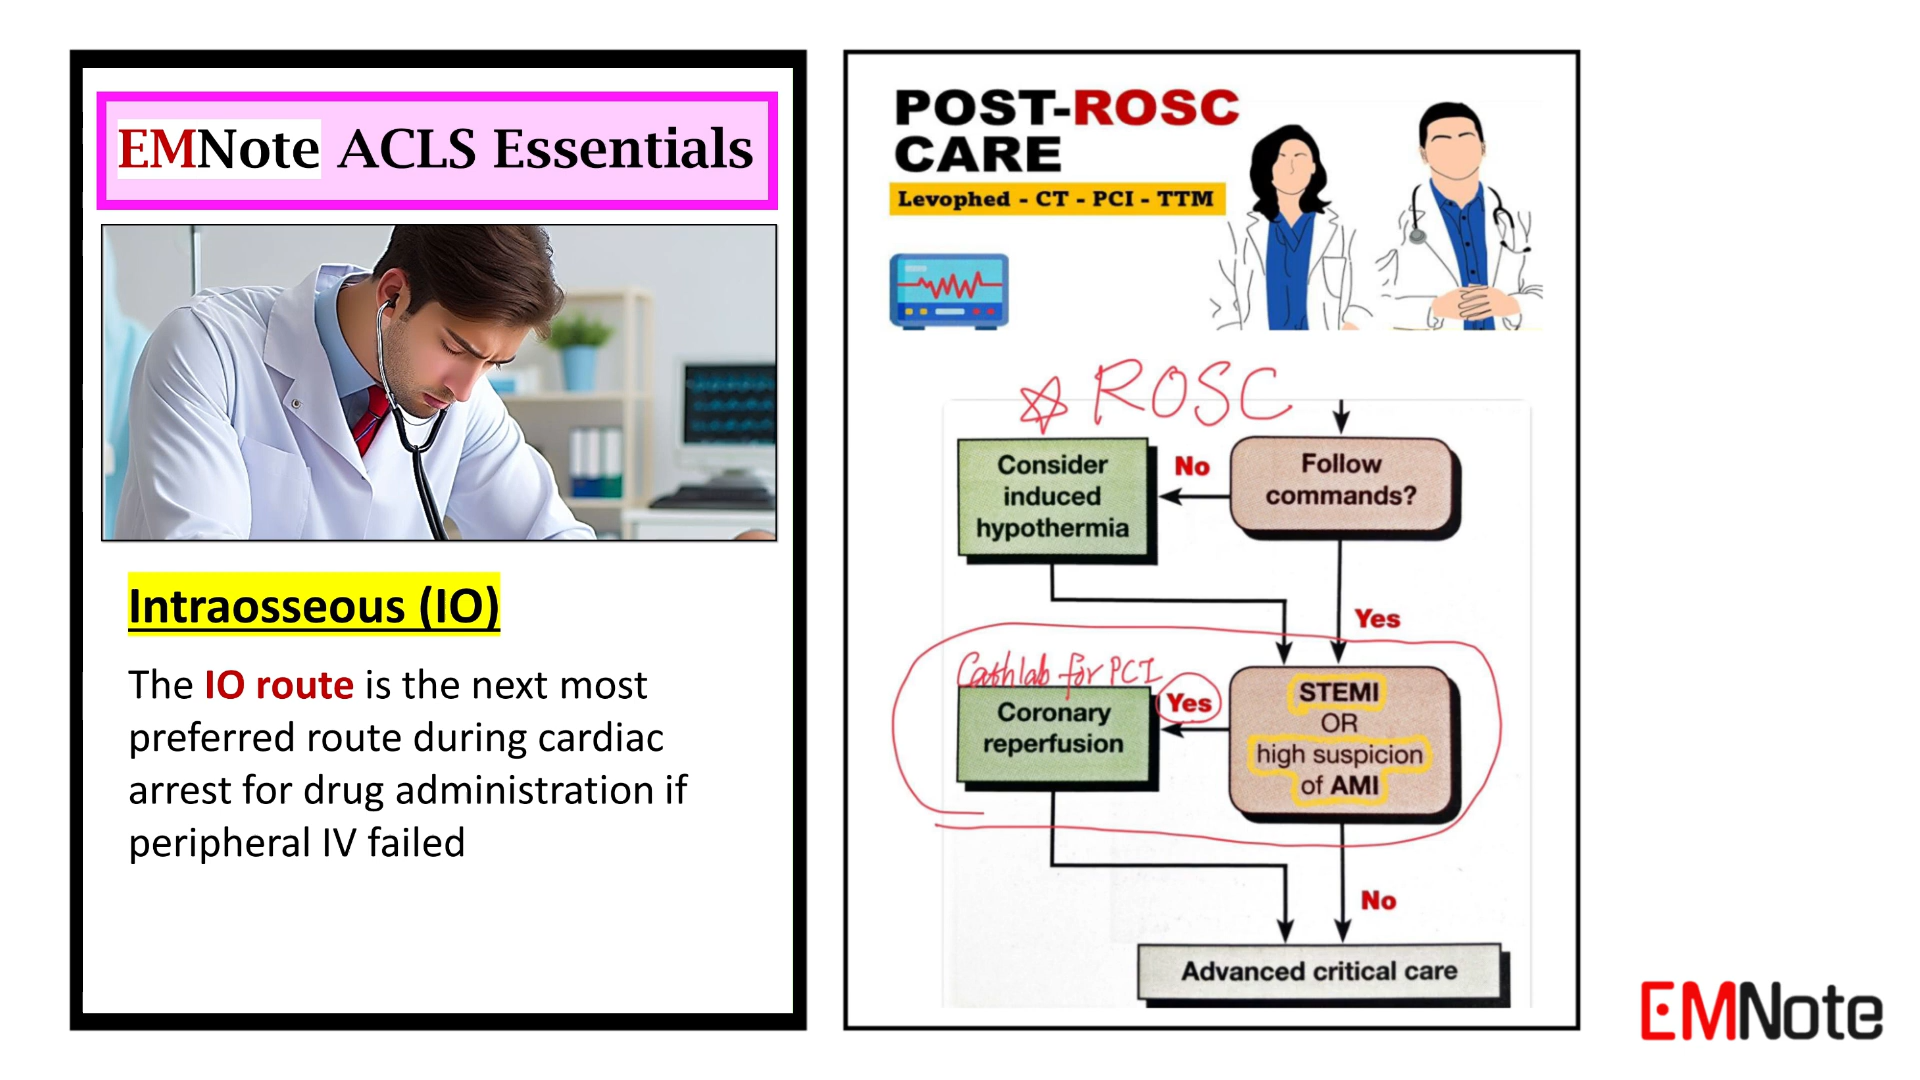 EMNote ACLS Essentials
Intraosseous (IO)
The IO route is the next most
preferred route during cardiac
arrest for drug administration if
peripheral IV failed
POST-ROSC
CARE
Levophed - CT - PCI - TTM
ROSC
Consider
induced
hypothermia
No
Follow
commands?
Yes
Cath lab for PCI
Coronary
reperfusion
Yes
STEMI
OR
high suspicion
of AMI
No
Advanced critical care
EMNote